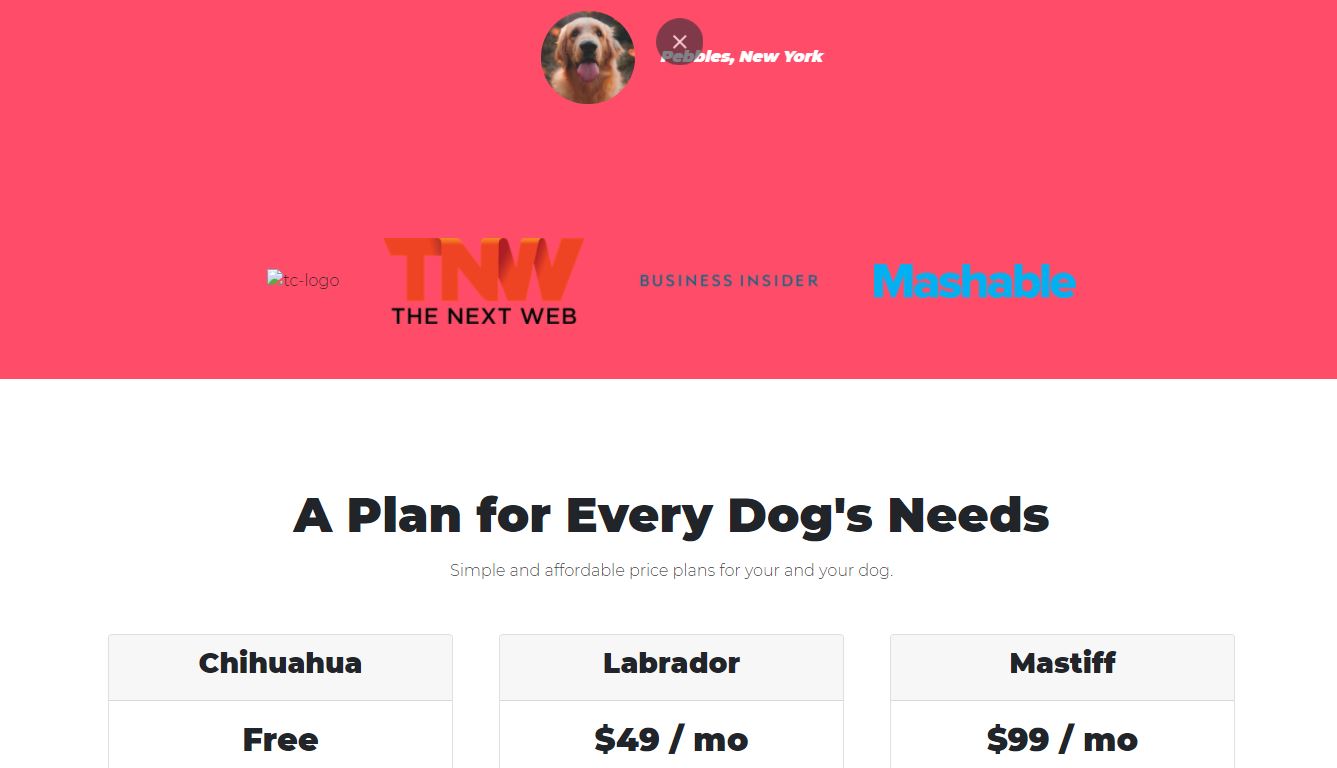 Pebbles, New York
tc-logo
TNW
THE NEXT WEB
BUSINESS INSIDER
Mashable
A Plan for Every Dog's Needs
Simple and affordable price plans for your and your dog.
Chihuahua
Labrador
Mastiff
Free
$49 / mo
$99 / mo